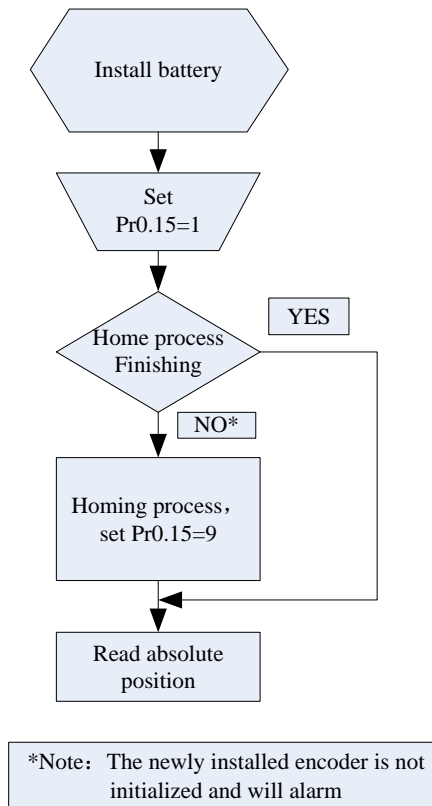 Install battery
Set
Pr0.15=1
Home process
Finishing
YES
NO*
Homing process，
set Pr0.15=9
Read absolute
position
*Note：The newly installed encoder is not
initialized and will alarm